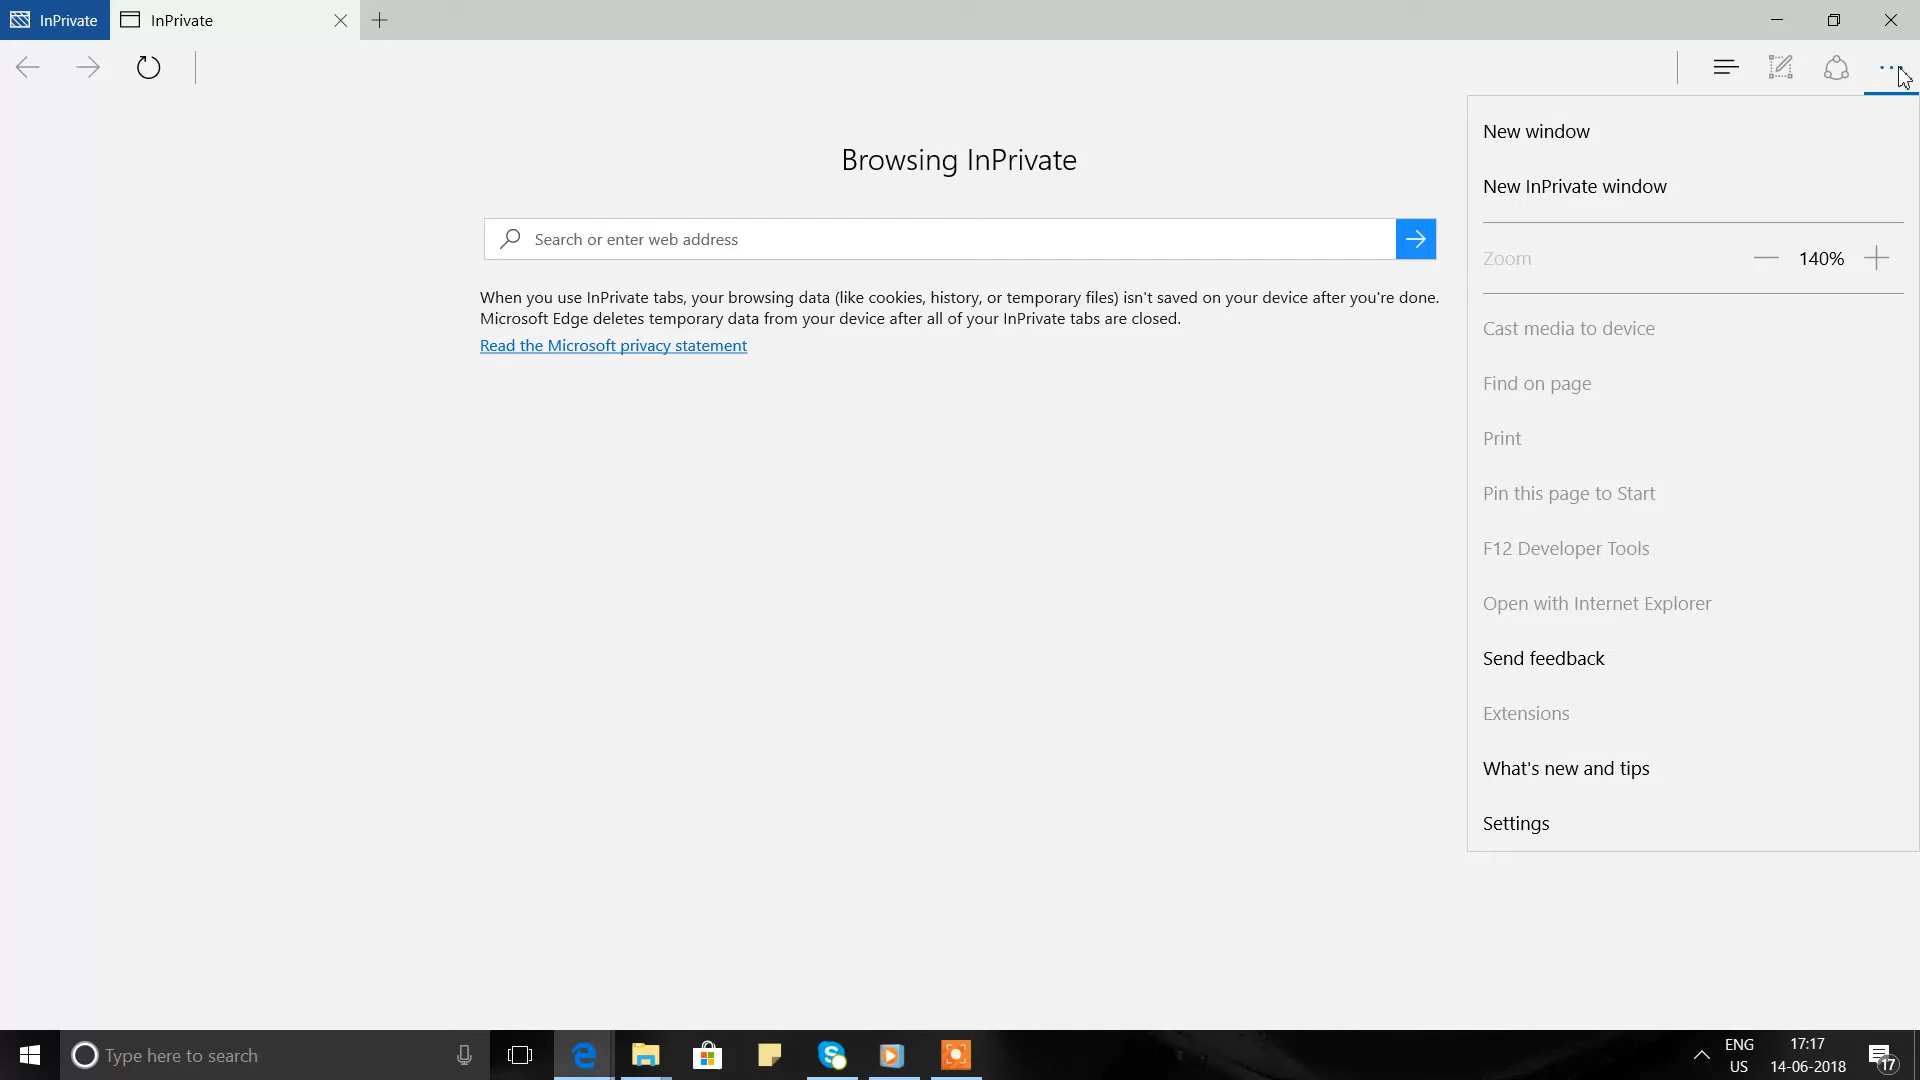 InPrivate
InPrivate
New window
Browsing InPrivate
New InPrivate window
Search or enter web address
Zoom 140%
When you use InPrivate tabs, your browsing data (like cookies, history, or temporary files) isn't saved on your device after you're done.
Microsoft Edge deletes temporary data from your device after all of your InPrivate tabs are closed.
Read the Microsoft privacy statement
Cast media to device
Find on page
Print
Pin this page to Start
F12 Developer Tools
Open with Internet Explorer
Send feedback
Extensions
What's new and tips
Settings
Type here to search
ENG
US
17:17
14-06-2018
17